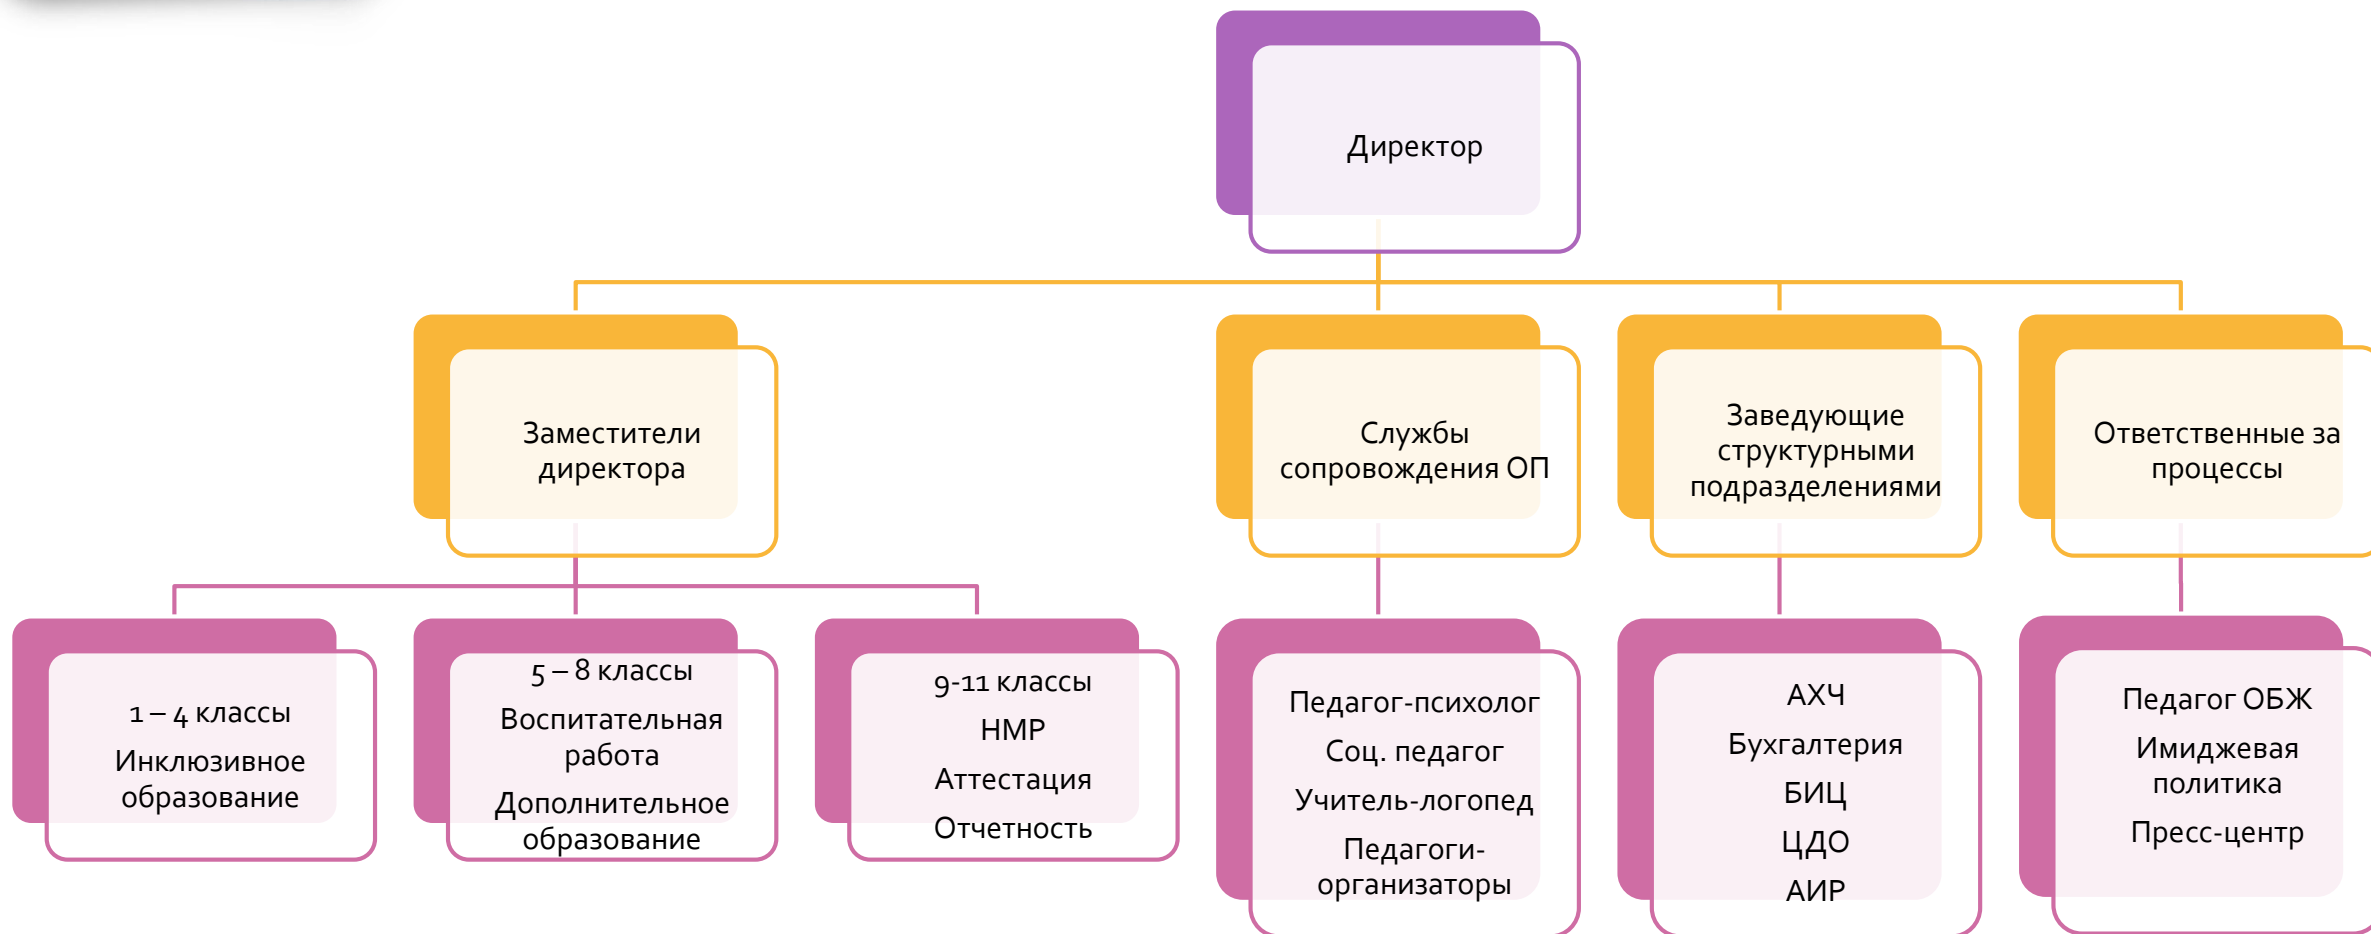 Директор
Заместители
директора
Службы
сопровождения ОП
Заведующие
структурными
подразделениями
Ответственные за
процессы
1 – 4 классы
Инклюзивное
образование
5 – 8 классы
Воспитательная
работа
Дополнительное
образование
9-11 классы
НМР
Аттестация
Отчетность
Педагог-психолог
Соц. педагог
Учитель-логопед
Педагоги-
организаторы
АХЧ
Бухгалтерия
БИЦ
ЦДО
АИР
Педагог ОБЖ
Имиджевая
политика
Пресс-центр